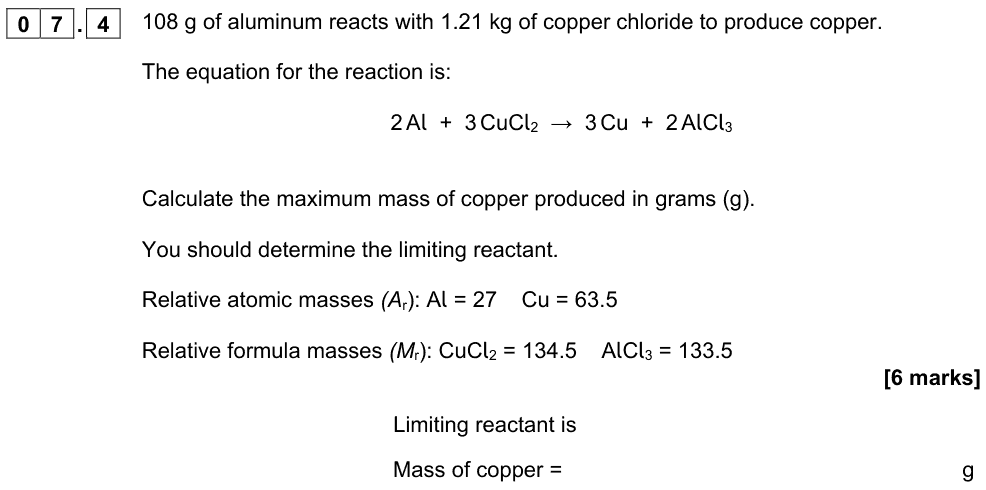 0 7 . 4 108 g of aluminum reacts with 1.21 kg of copper chloride to produce copper.
The equation for the reaction is:
2 Al + 3 CuCl₂ → 3 Cu + 2 AlCl₃
Calculate the maximum mass of copper produced in grams (g).
You should determine the limiting reactant.
Relative atomic masses (Aᵣ): Al = 27 Cu = 63.5
Relative formula masses (Mᵣ): CuCl₂ = 134.5 AlCl₃ = 133.5
[6 marks]
Limiting reactant is
Mass of copper = g